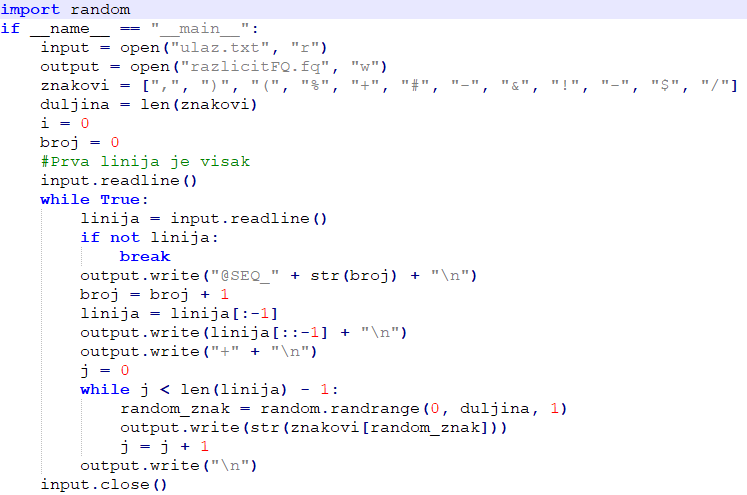 import random
if __name__ == "__main__":
    input = open("ulaz.txt", "r")
    output = open("razlicitFQ.fq", "w")
    znakovi = [",", ")", "(", "%", "+", "#", "-", "&", "!", "-", "$", "/"]
    duljina = len(znakovi)
    i = 0
    broj = 0
    #Prva linija je visak
    input.readline()
    while True:
        linija = input.readline()
        if not linija:
            break
        output.write("@SEQ_" + str(broj) + "\n")
        broj = broj + 1
        linija = linija[:-1]
        output.write(linija[::-1] + "\n")
        output.write("+" + "\n")
        j = 0
        while j < len(linija) - 1:
            random_znak = random.randrange(0, duljina, 1)
            output.write(str(znakovi[random_znak]))
            j = j + 1
        output.write("\n")
    input.close()